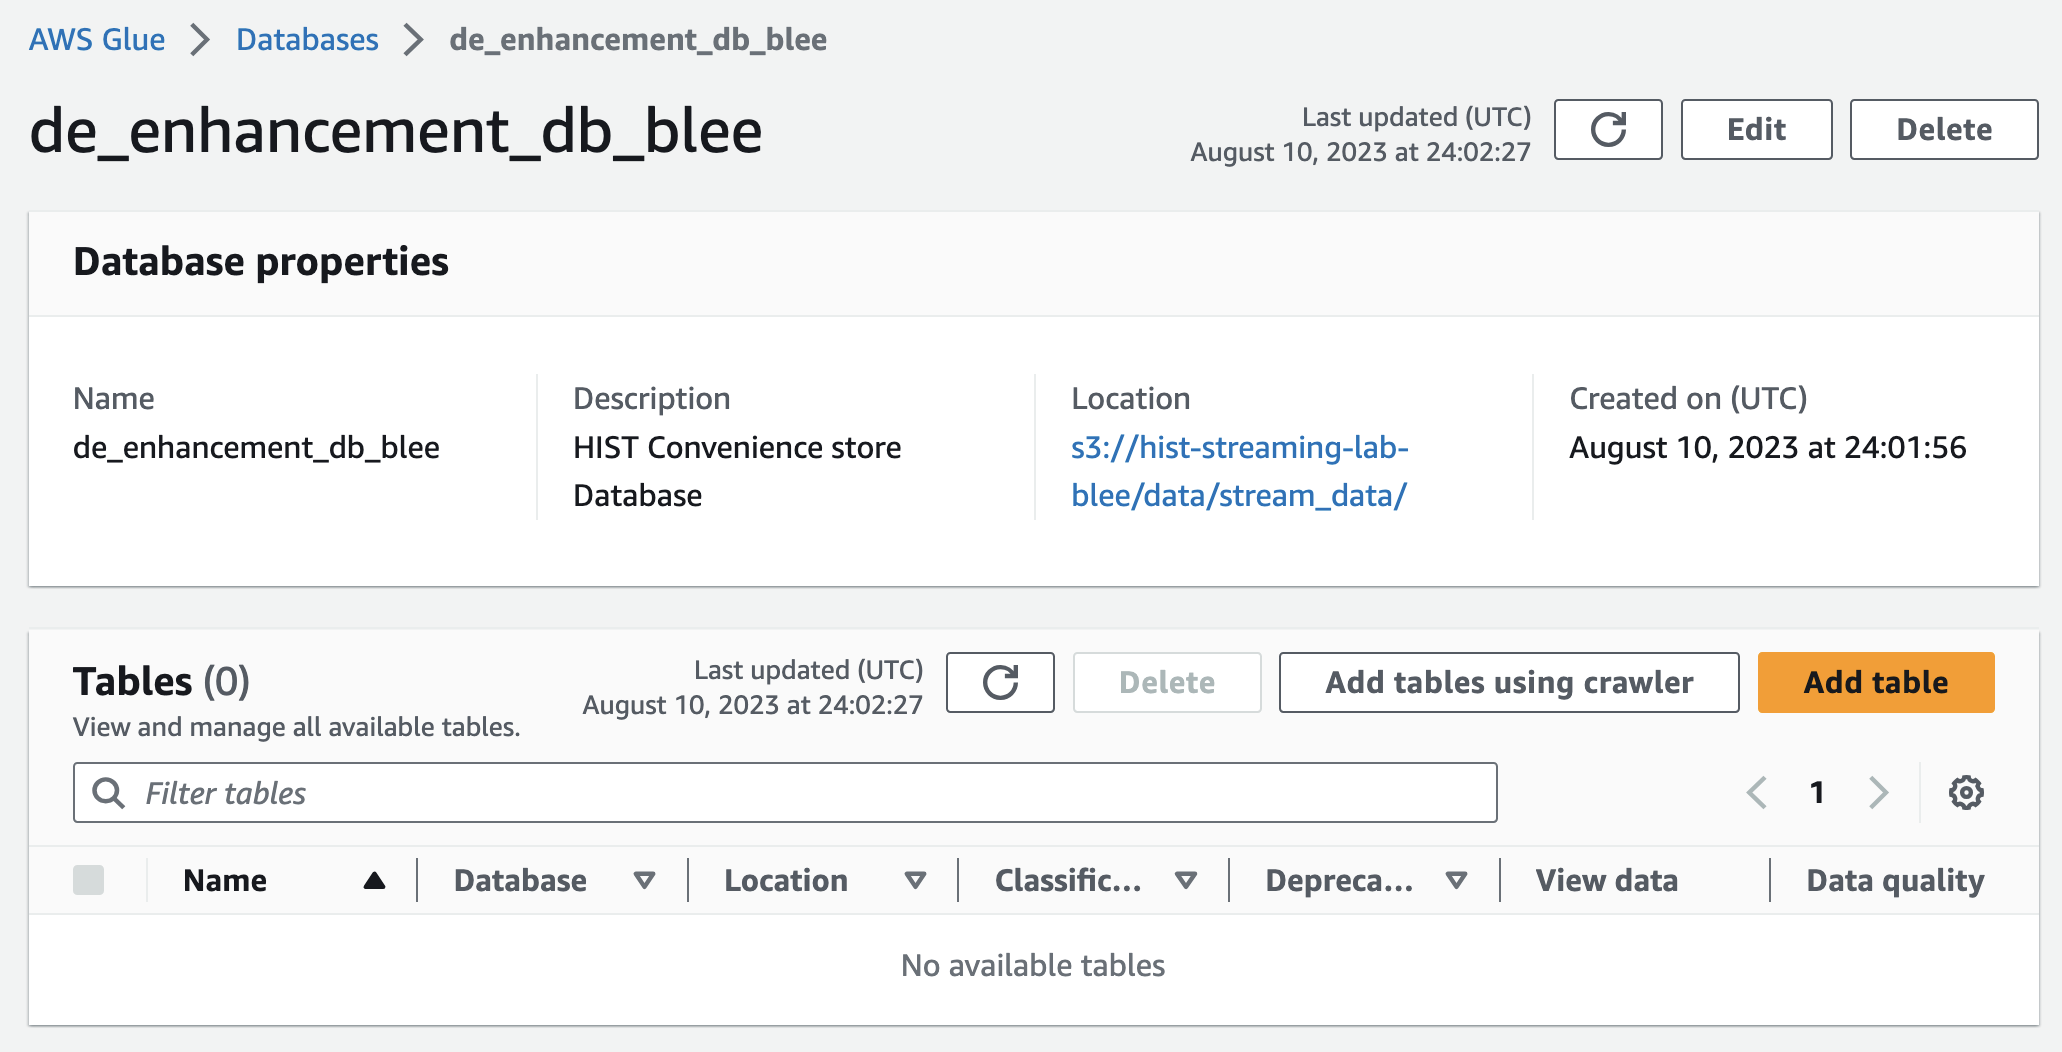 AWS Glue > Databases > de_enhancement_db_blee
de_enhancement_db_blee
Last updated (UTC)
August 10, 2023 at 24:02:27
Edit
Delete
Database properties
Name
de_enhancement_db_blee
Description
HIST Convenience store
Database
Location
s3://hist-streaming-lab-
blee/data/stream_data/
Created on (UTC)
August 10, 2023 at 24:01:56
Tables (0)
View and manage all available tables.
Last updated (UTC)
August 10, 2023 at 24:02:27
Delete
Add tables using crawler
Add table
Filter tables
1
Name Database Location Classific... Depreca... View data Data quality
No available tables